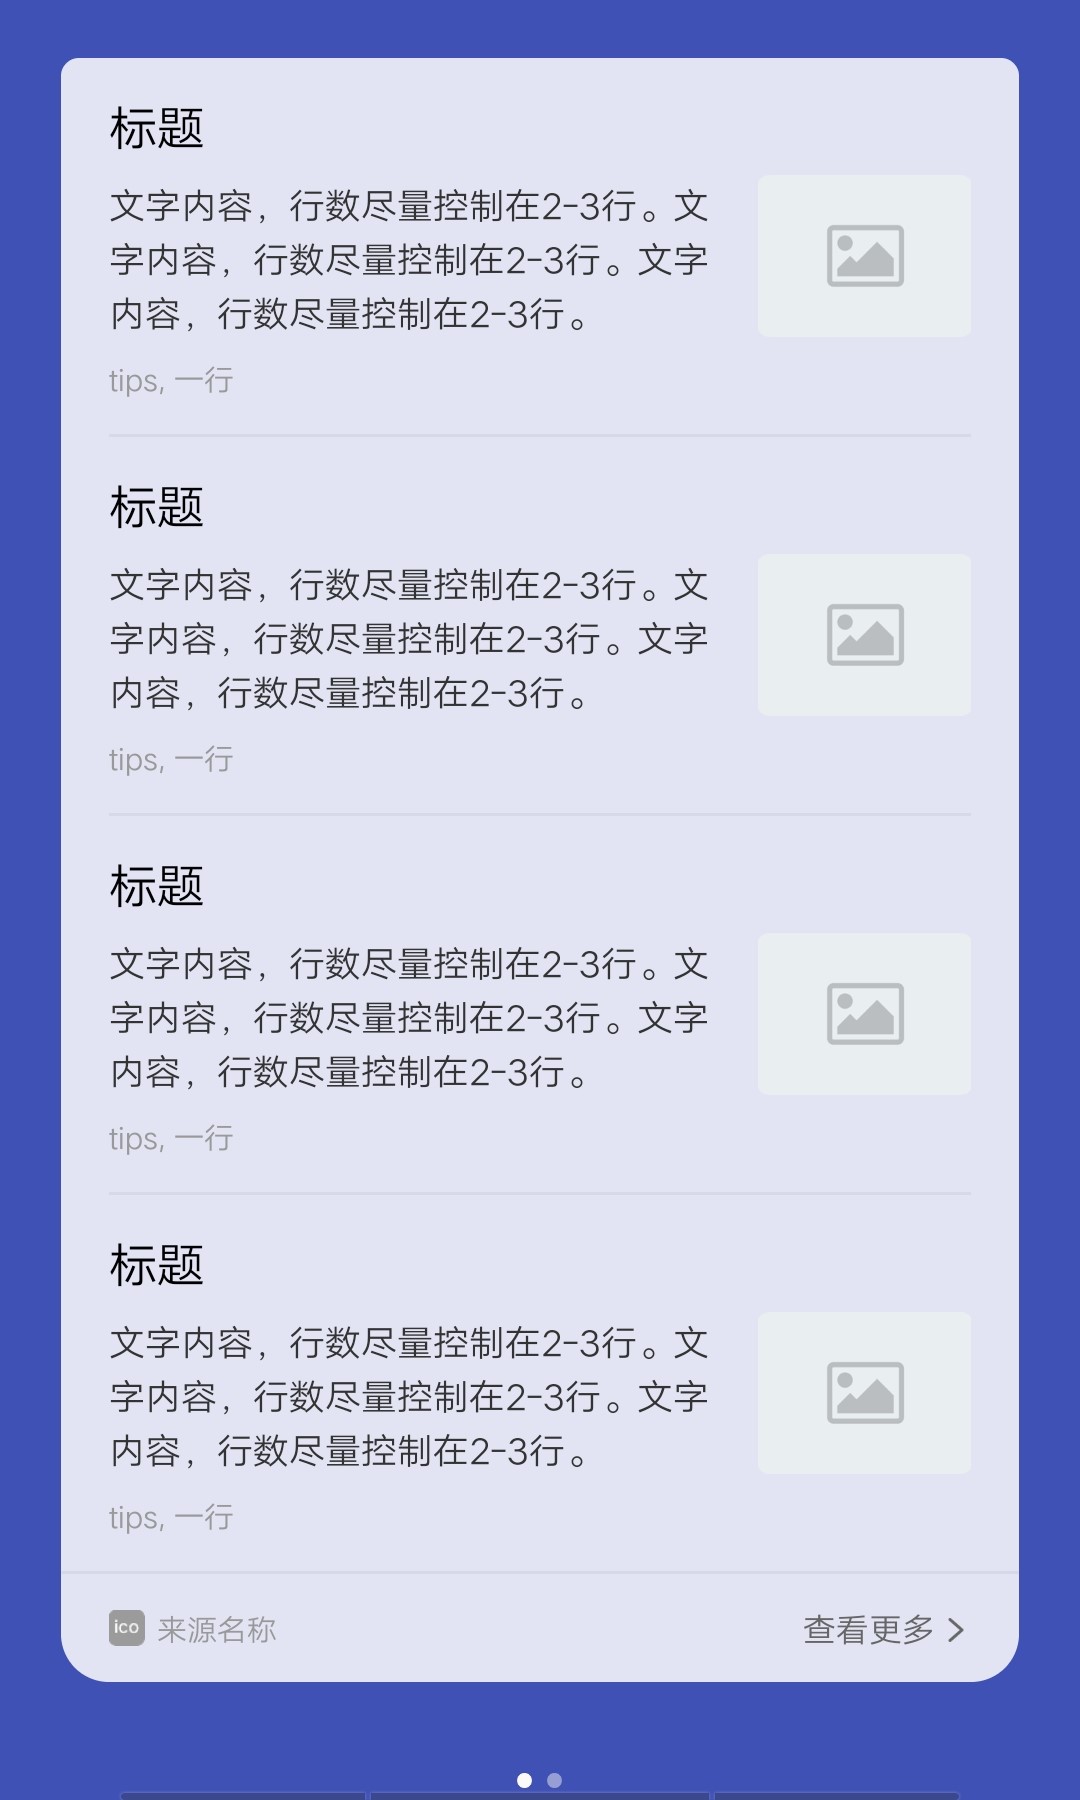 标题
文字内容，行数尽量控制在2-3行。文
字内容，行数尽量控制在2-3行。文字
内容，行数尽量控制在2-3行。
tips, 一行
标题
文字内容，行数尽量控制在2-3行。文
字内容，行数尽量控制在2-3行。文字
内容，行数尽量控制在2-3行。
tips, 一行
标题
文字内容，行数尽量控制在2-3行。文
字内容，行数尽量控制在2-3行。文字
内容，行数尽量控制在2-3行。
tips, 一行
标题
文字内容，行数尽量控制在2-3行。文
字内容，行数尽量控制在2-3行。文字
内容，行数尽量控制在2-3行。
tips, 一行
ico 来源名称 查看更多